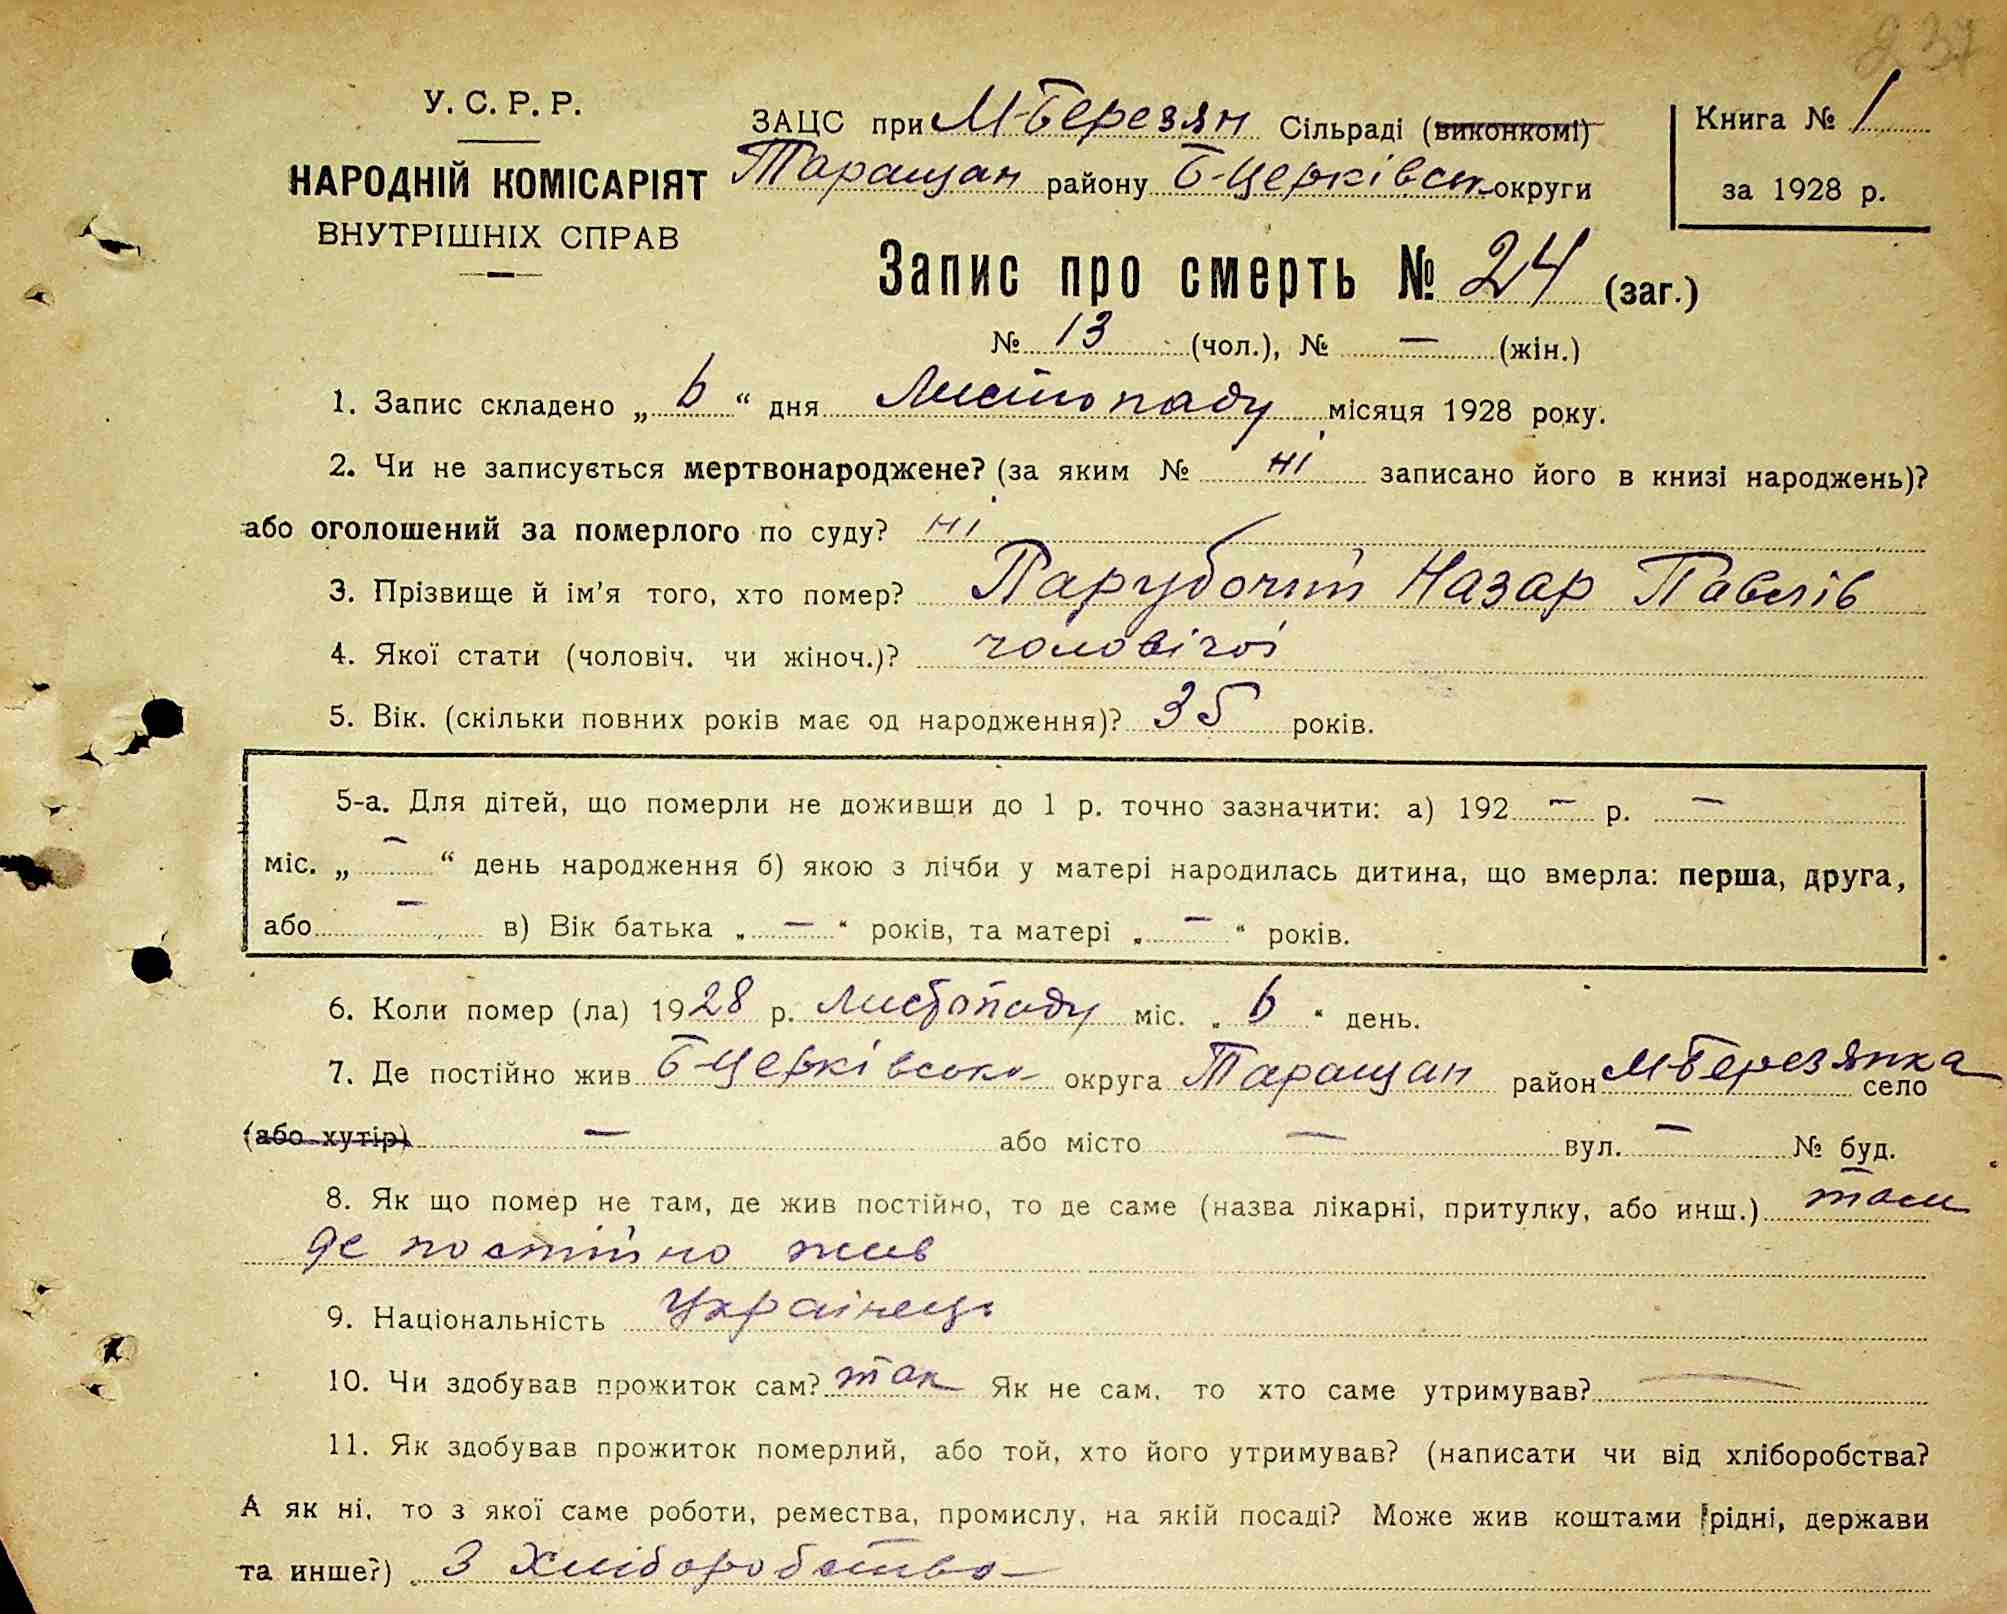 У. С. Р. Р.
НАРОДНІЙ КОМІСАРІЯТ
ВНУТРІШНІХ СПРАВ
ЗАЦС при М-Березян Сільраді (виконкомі)
Таращан району Б-Церківськ округи
Книга № 1
за 1928 р.
Запис про смерть № 24 (заг.)
№ 13 (чол.), № — (жін.)
1. Запис складено „ 6 “ дня Листопаду місяця 1928 року.
2. Чи не записується мертвонароджене? (за яким № ні записано його в книзі народжень)?
або оголошений за померлого по суду? ні
3. Прізвище й ім'я того, хто помер? Парубочий Назар Павлів
4. Якої стати (чоловіч. чи жіноч.)? чоловічої
5. Вік. (скільки повних років має од народження)? 35 років.
5-а. Для дітей, що померли не доживши до 1 р. точно зазначити: а) 192 — р. —
міс. „ — “ день народження б) якою з лічби у матері народилась дитина, що вмерла: перша, друга,
або — в) Вік батька „ — “ років, та матері „ — “ років.
6. Коли помер (ла) 1928 р. Листопаду міс. „ 6 “ день.
7. Де постійно жив Б-Церківська округа Таращан район М-Березянка село
(або хутір) — або місто — вул. — № буд.
8. Як що помер не там, де жив постійно, то де саме (назва лікарні, притулку, або инш.) там
де постійно жив
9. Національність Українець
10. Чи здобував прожиток сам? так Як не сам, то хто саме утримував? —
11. Як здобував прожиток померлий, або той, хто його утримував? (написати чи від хліборобства?
А як ні, то з якої саме роботи, ремества, промислу, на якій посаді? Може жив коштами рідні, держави
та инше?) З Хліборобства